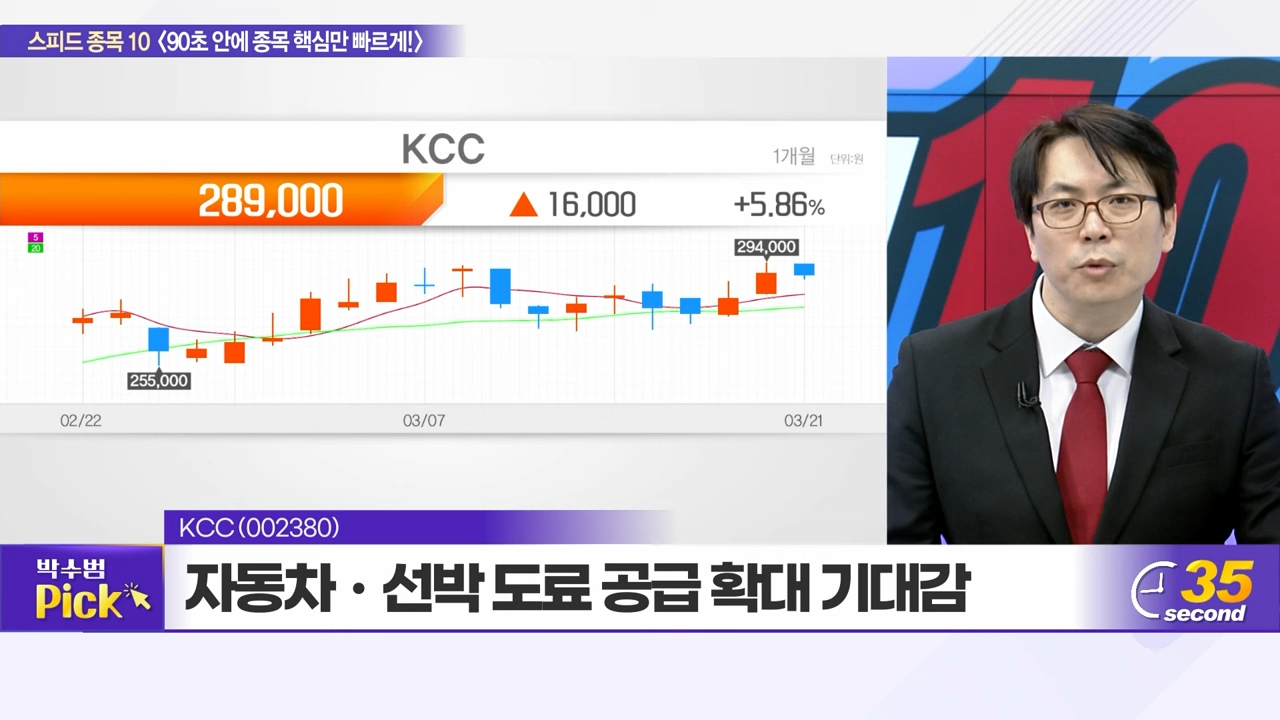 스피드 종목 10 〈90초 안에 종목 핵심만 빠르게!〉
KCC
1개월 단위:원
289,000 ▲ 16,000 +5.86%
5
20
294,000
255,000
02/22 03/07 03/21
KCC(002380)
박수범
Pick
자동차·선박 도료 공급 확대 기대감
35
second